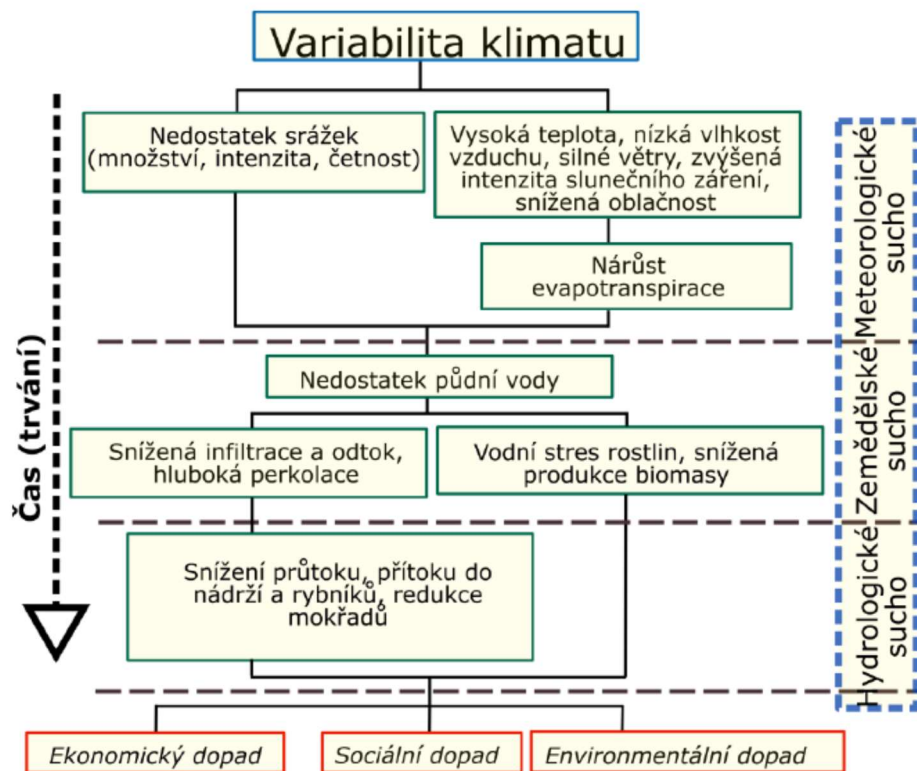 Variabilita klimatu
Nedostatek srážek
(množství, intenzita, četnost)
Vysoká teplota, nízká vlhkost
vzduchu, silné větry, zvýšená
intenzita slunečního záření,
snížená oblačnost
Nárůst
evapotranspirace
Nedostatek půdní vody
Snížená infiltrace a odtok,
hluboká perkolace
Vodní stres rostlin, snížená
produkce biomasy
Snížení průtoku, přítoku do
nádrží a rybníků, redukce
mokřadů
Ekonomický dopad
Sociální dopad
Environmentální dopad
Čas (trvání)
Meteorologické
sucho
Zemědělské
sucho
Hydrologické
sucho